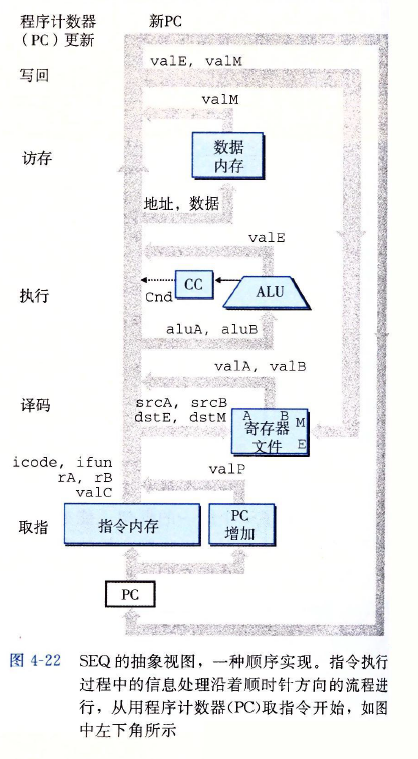 程序计数器 新PC
（PC）更新
valE, valM
写回
valM
数据
内存
访存
地址，数据
valE
CC
ALU
Cnd
执行
aluA, aluB
valA, valB
译码
srcA, srcB
dstE, dstM
A B M
寄存器
文件 E
icode, ifun
rA, rB
valC
valP
取指
指令内存
PC
增加
PC
图 4-22 SEQ的抽象视图，一种顺序实现。指令执行
过程中的信息处理沿着顺时针方向的流程进
行，从用程序计数器(PC)取指令开始，如图
中左下角所示